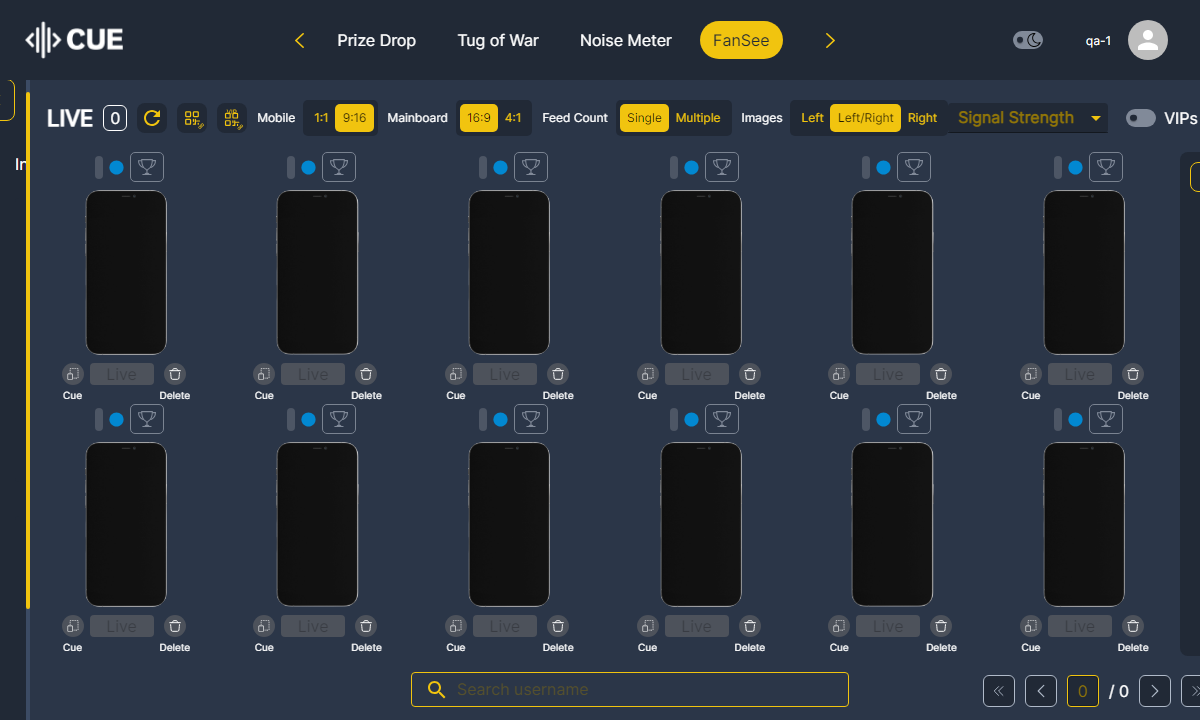 CUE
Prize Drop Tug of War Noise Meter FanSee
qa-1
LIVE 0 VIP Mobile 1:1 9:16 Mainboard 16:9 4:1 Feed Count Single Multiple Images Left Left/Right Right Signal Strength VIPs
In
Live Live Live Live Live Live
Cue Delete Cue Delete Cue Delete Cue Delete Cue Delete Cue Delete
Live Live Live Live Live Live
Cue Delete Cue Delete Cue Delete Cue Delete Cue Delete Cue Delete
Search username
0 / 0